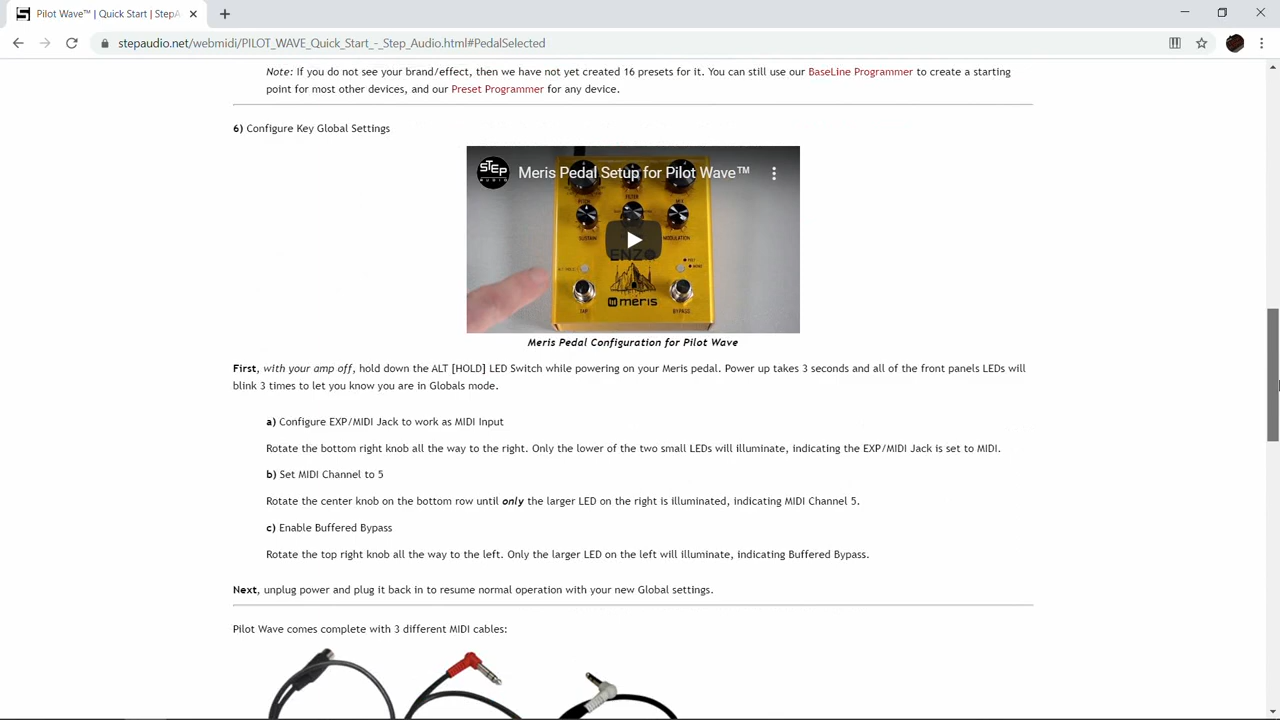 Pilot Wave™ | Quick Start | StepA
stepaudio.net/webmidi/PILOT_WAVE_Quick_Start_-_Step_Audio.html#PedalSelected
Note: If you do not see your brand/effect, then we have not yet created 16 presets for it. You can still use our BaseLine Programmer to create a starting
point for most other devices, and our Preset Programmer for any device.
6) Configure Key Global Settings
STEP
AUDIO
Meris Pedal Setup for Pilot Wave™
FILTER
MIX
SUSTAIN
MODULATION
ENZO
meris
TAP
BYPASS
Meris Pedal Configuration for Pilot Wave
First, with your amp off, hold down the ALT [HOLD] LED Switch while powering on your Meris pedal. Power up takes 3 seconds and all of the front panels LEDs will
blink 3 times to let you know you are in Globals mode.
a) Configure EXP/MIDI Jack to work as MIDI Input
Rotate the bottom right knob all the way to the right. Only the lower of the two small LEDs will illuminate, indicating the EXP/MIDI Jack is set to MIDI.
b) Set MIDI Channel to 5
Rotate the center knob on the bottom row until only the larger LED on the right is illuminated, indicating MIDI Channel 5.
c) Enable Buffered Bypass
Rotate the top right knob all the way to the left. Only the larger LED on the left will illuminate, indicating Buffered Bypass.
Next, unplug power and plug it back in to resume normal operation with your new Global settings.
Pilot Wave comes complete with 3 different MIDI cables: